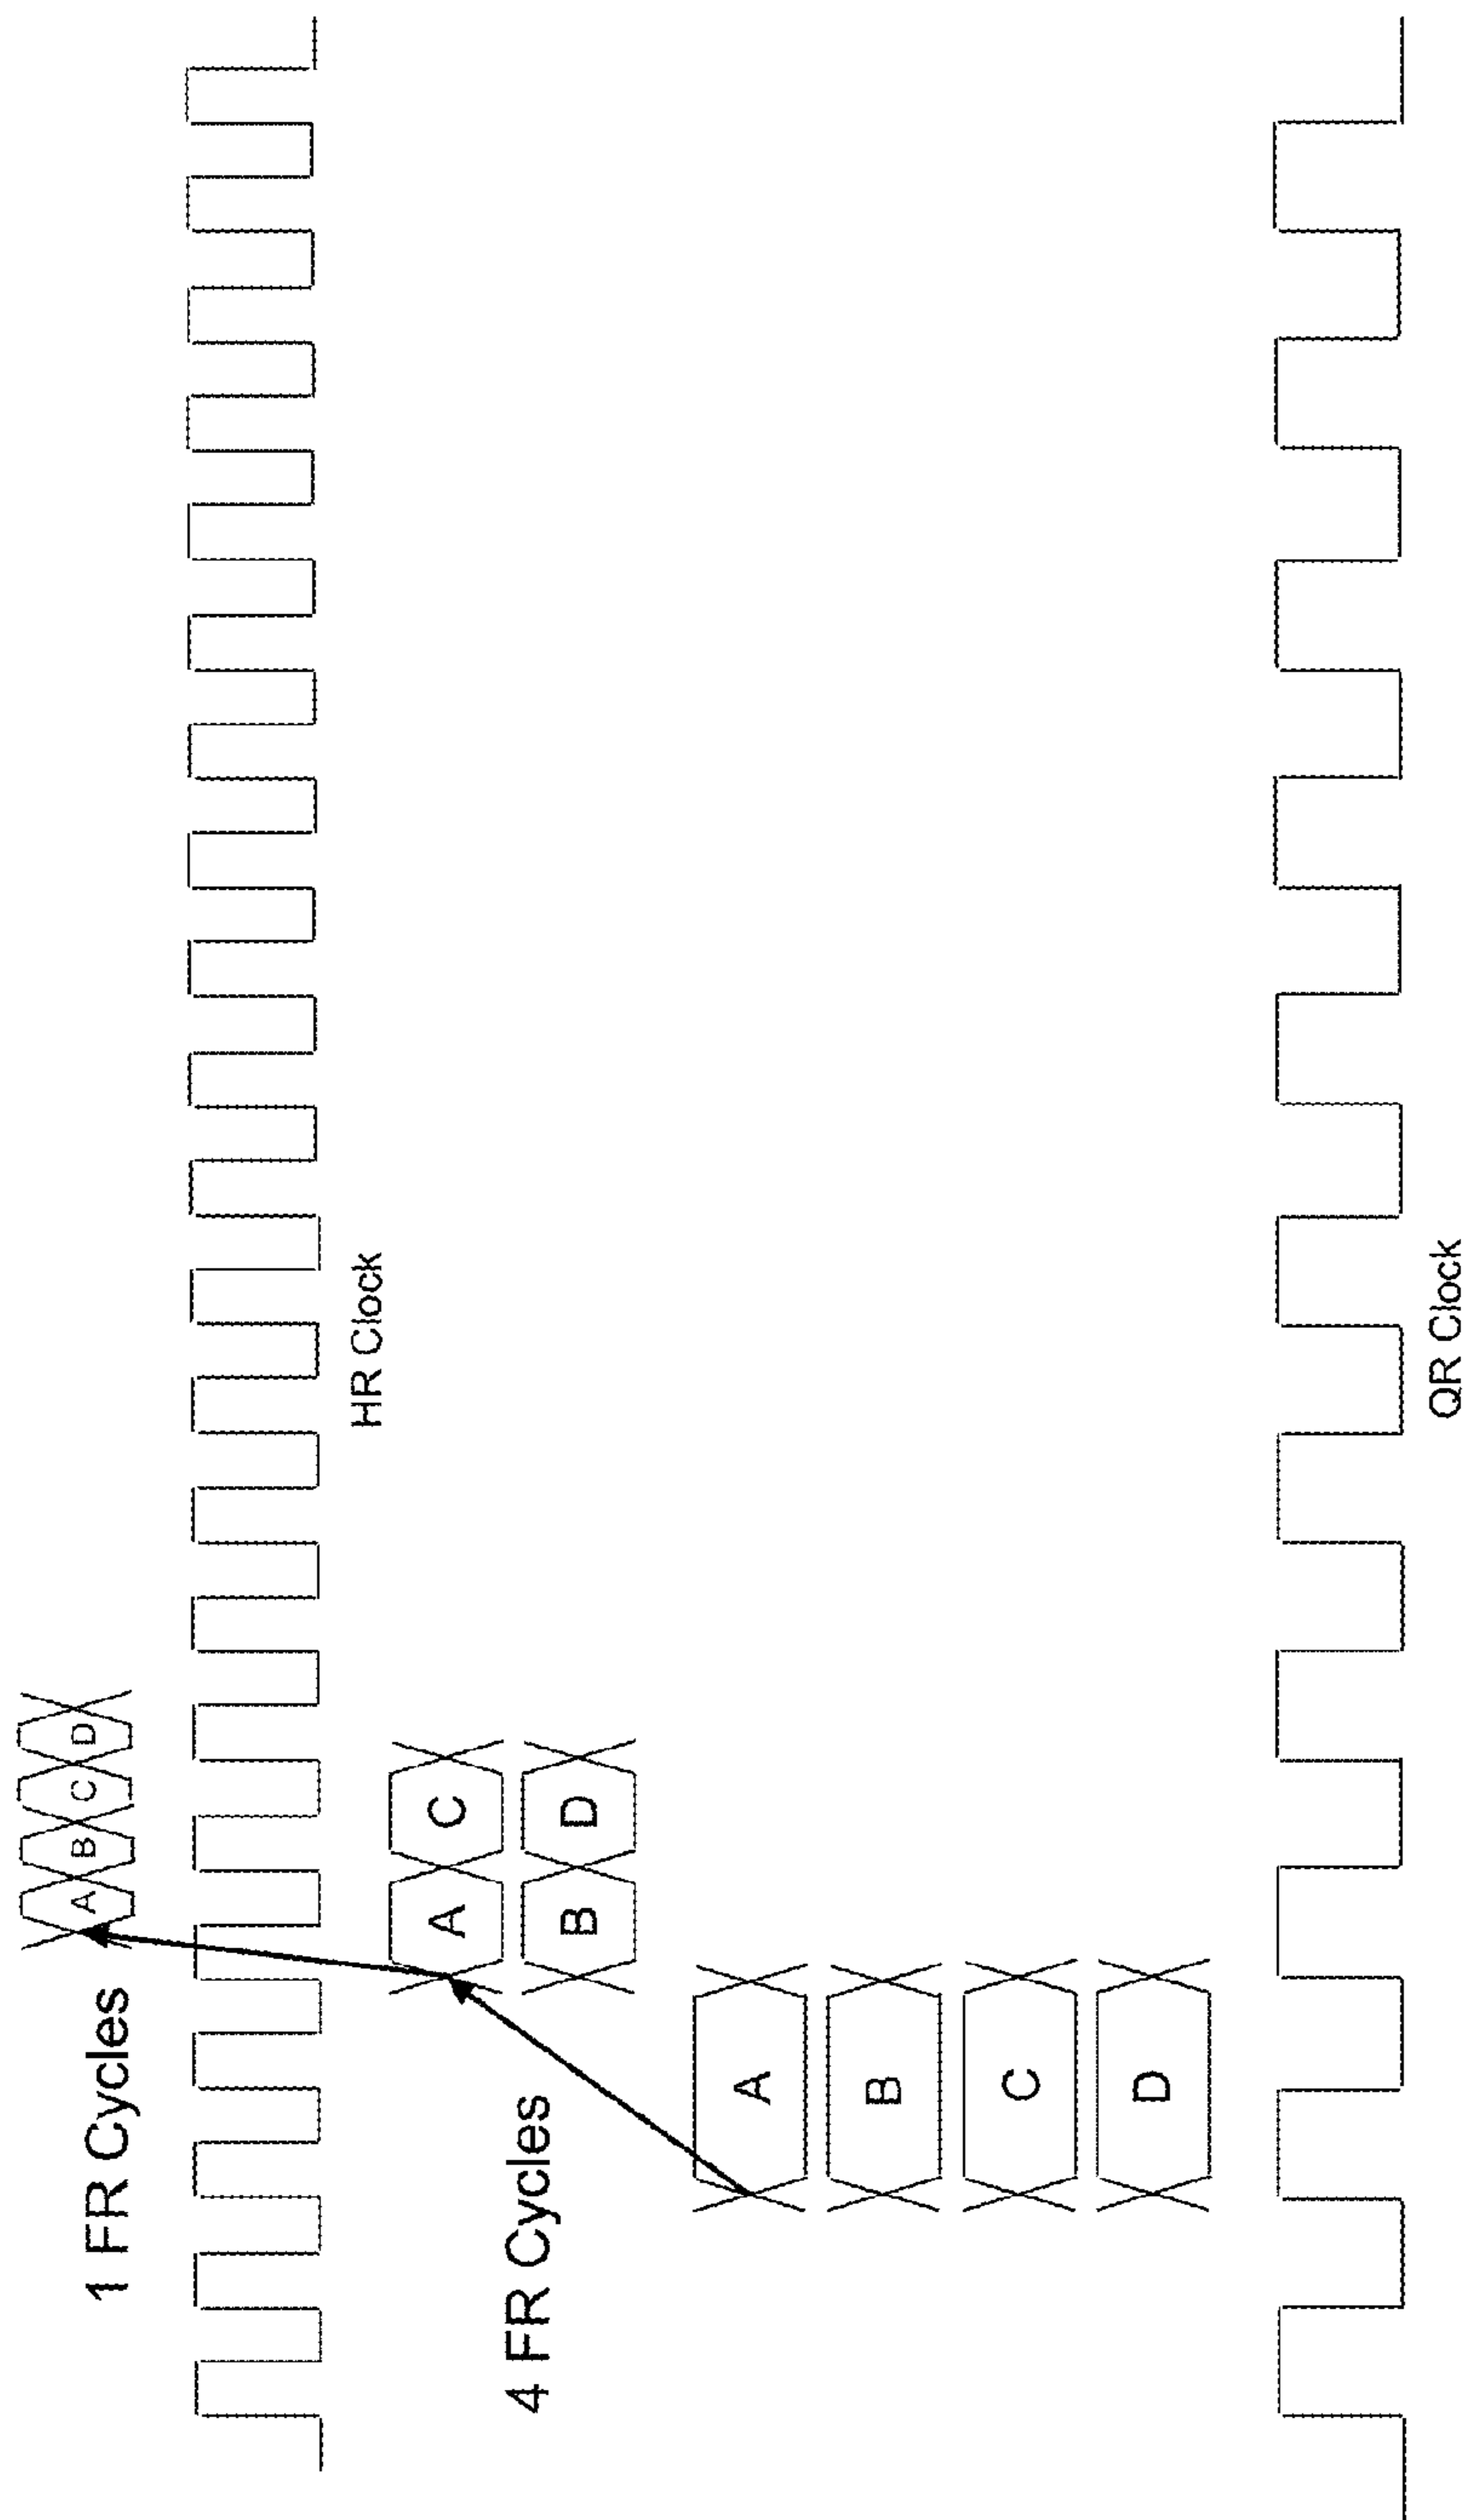 1 FR Cycles
A B C D
HR Clock
4 FR Cycles
A C
B D
A
B
C
D
QR Clock